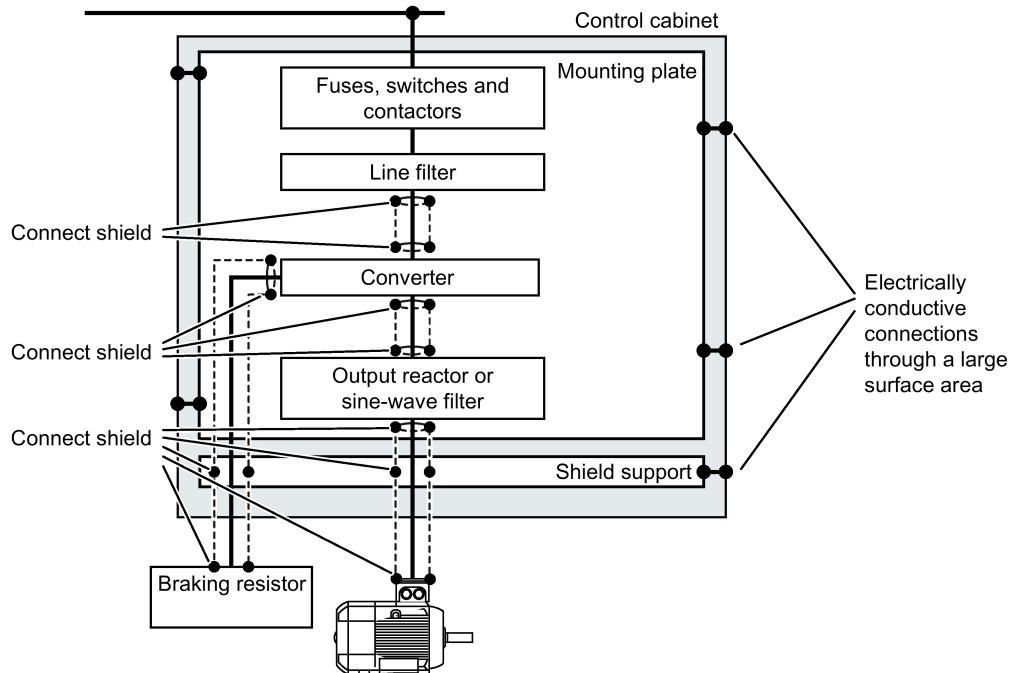 Control cabinet
Mounting plate
Fuses, switches and
contactors
Line filter
Connect shield
Converter
Electrically
conductive
connections
through a large
surface area
Connect shield
Output reactor or
sine-wave filter
Connect shield
Shield support
Braking resistor